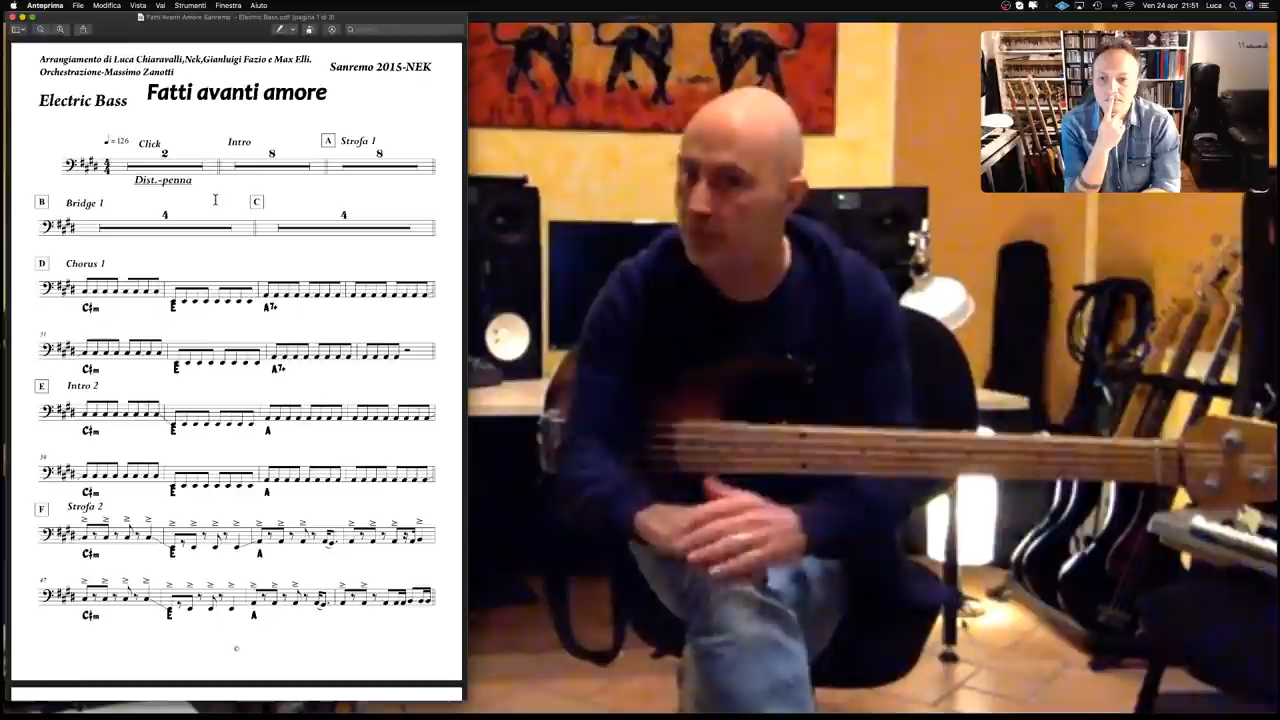 Anteprima File Modifica Vista Vai Strumenti Finestra Aiuto
Ven 24 apr 21:51 Luca
Fatti Avanti Amore Sanremo - Electric Bass.pdf (pagina 1 di 3)
Arrangiamento di Luca Chiaravalli,Nek,Gianluigi Fazio e Max Elli.
Orchestrazione-Massimo Zanotti
Sanremo 2015-NEK
Fatti avanti amore
Electric Bass
♩ = 126 Click Intro A Strofa 1
2 8 8
Dist.-penna
B Bridge 1 C
4 4
D Chorus 1
C♯m E A7+
31
C♯m E A7+
E Intro 2
C♯m E A
39
C♯m E A
F Strofa 2
C♯m E A
47
C♯m E A
©